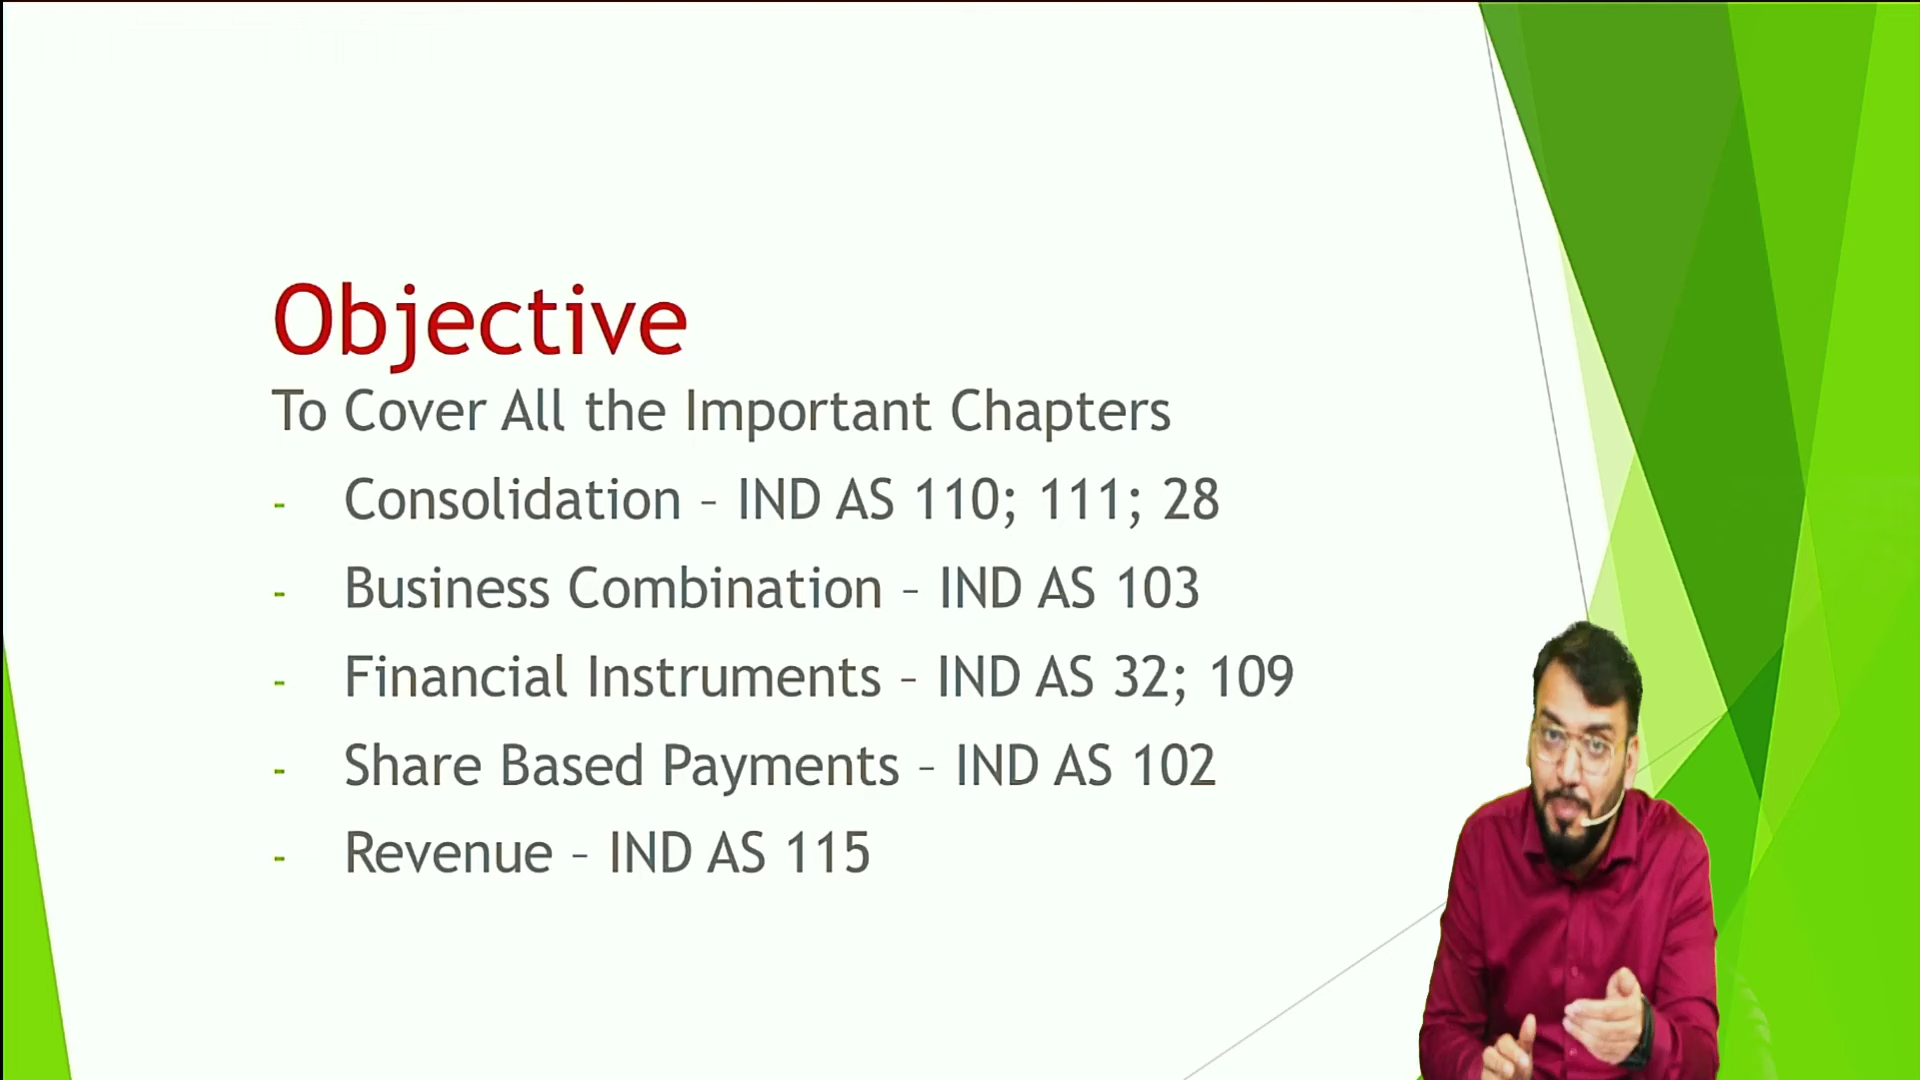 Objective
To Cover All the Important Chapters
- Consolidation – IND AS 110; 111; 28
- Business Combination – IND AS 103
- Financial Instruments – IND AS 32; 109
- Share Based Payments – IND AS 102
- Revenue – IND AS 115